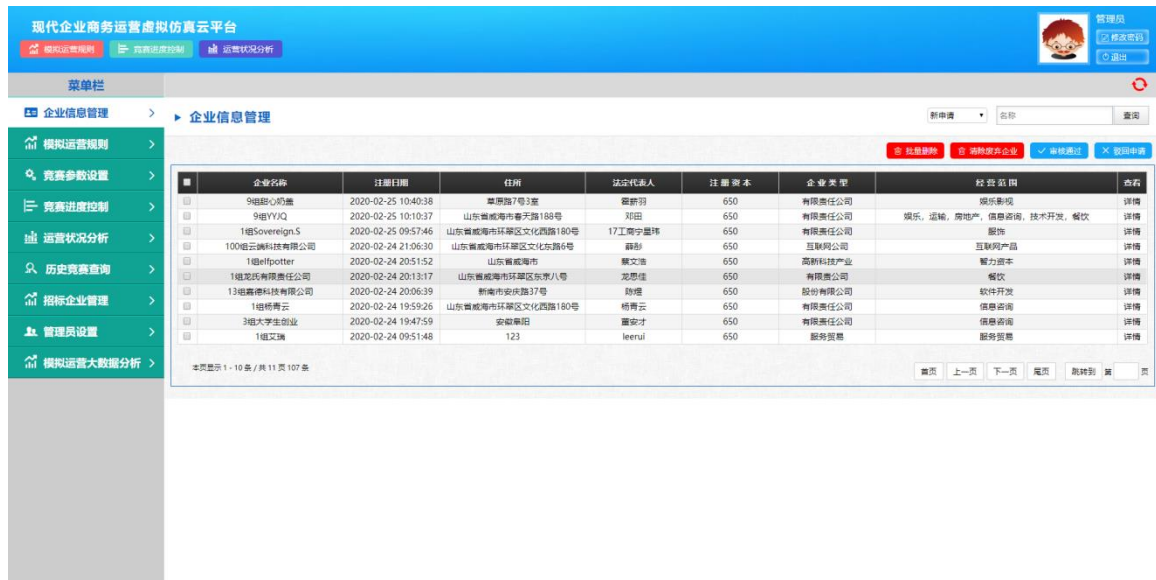 现代企业商务运营虚拟仿真云平台
管理员
模拟运营规则 竞赛进度控制 运营状况分析
修改密码
退出
菜单栏
企业信息管理
模拟运营规则
竞赛参数设置
竞赛进度控制
运营状况分析
历史竞赛查询
招标企业管理
管理员设置
模拟运营大数据分析
企业信息管理 新申请 名称 查询
批量删除 清除废弃企业 审核通过 驳回申请
企业名称 注册日期 住所 法定代表人 注册资本 企业类型 经营范围 查看
9组甜心奶盖 2020-02-25 10:40:38 草原路7号3室 霍薪羽 650 有限责任公司 娱乐影视 详情
9组YYJQ 2020-02-25 10:10:37 山东省威海市春天路188号 邓田 650 有限责任公司 娱乐，运输，房地产，信息咨询，技术开发，餐饮 详情
1组Sovereign.S 2020-02-25 09:57:46 山东省威海市环翠区文化西路180号 17工商宁显玮 650 有限责任公司 服饰 详情
100组云端科技有限公司 2020-02-24 21:06:30 山东省威海市环翠区文化东路6号 薛彭 650 互联网公司 互联网产品 详情
1组elfpotter 2020-02-24 20:51:52 山东省威海市 蔡文浩 650 高新科技产业 智力资本 详情
1组龙氏有限责任公司 2020-02-24 20:13:17 山东省威海市环翠区东京八号 龙思佳 650 有限责公司 餐饮 详情
13组嘉德科技有限公司 2020-02-24 20:06:39 新南市安庆路37号 陈煜 650 股份有限公司 软件开发 详情
1组杨青云 2020-02-24 19:59:26 山东省威海市环翠区文化西路180号 杨青云 650 有限责任公司 信息咨询 详情
3组大学生创业 2020-02-24 19:47:59 安徽阜阳 董安才 650 有限责任公司 信息咨询 详情
1组艾瑞 2020-02-24 09:51:48 123 leerui 650 服务贸易 服务贸易 详情
本页显示 1 - 10 条 / 共 11 页 107 条 首页 上一页 下一页 尾页 跳转到 第 页